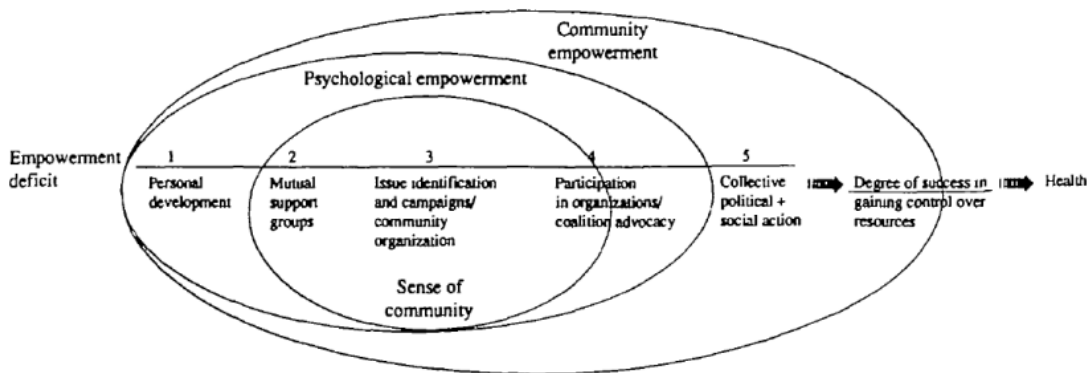 Community
empowerment
Psychological empowerment
Empowerment
deficit
1
2
3
4
5
Personal
development
Mutual
support
groups
Issue identification
and campaigns/
community
organization
Participation
in organizations/
coalition advocacy
Collective
political +
social action
Degree of success in
gaining control over
resources
Health
Sense of
community